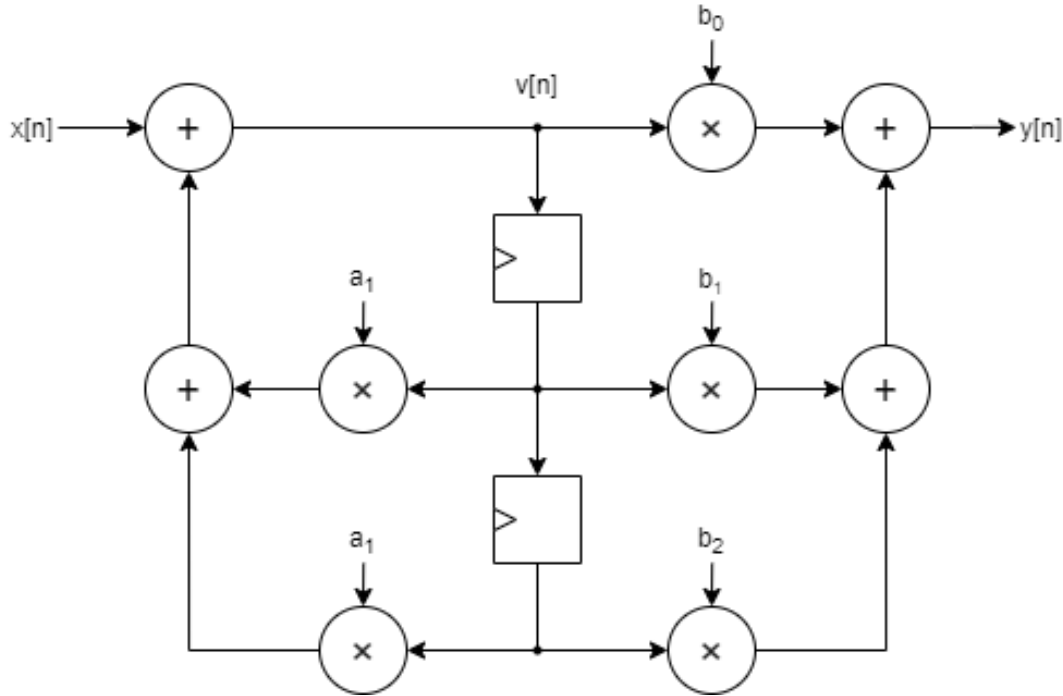 b₀
v[n]
x[n] + × + y[n]
a₁ b₁
+ × × +
a₁ b₂
× ×